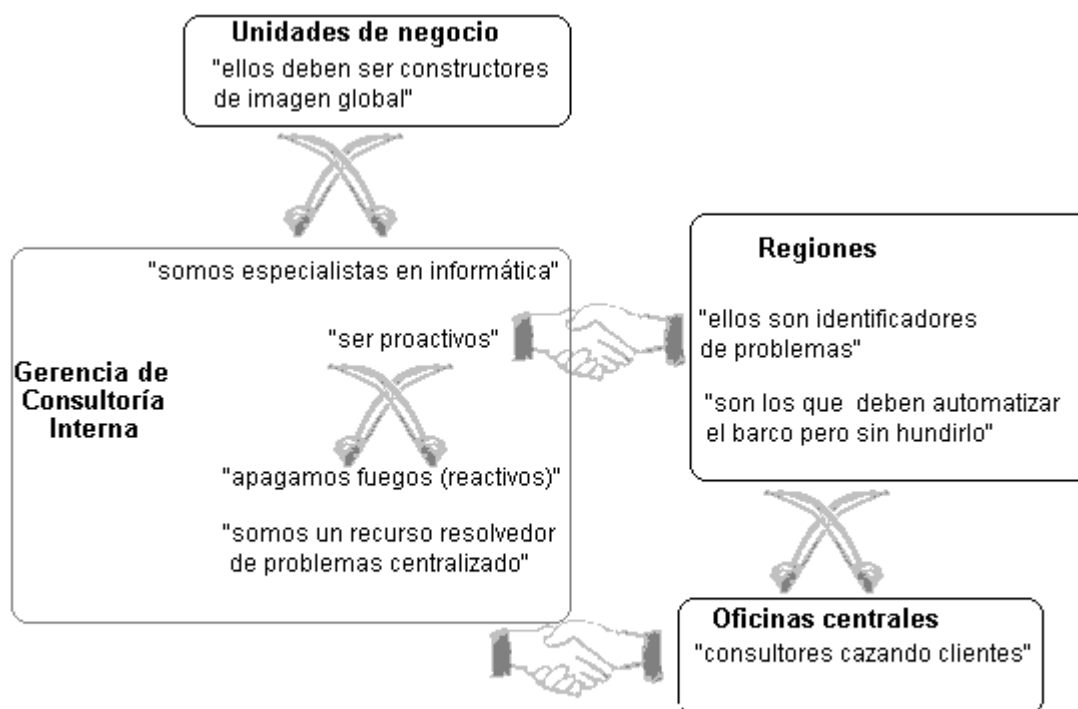 Unidades de negocio
"ellos deben ser constructores
de imagen global"
"somos especialistas en informática"
"ser proactivos"
Gerencia de
Consultoría
Interna
"apagamos fuegos (reactivos)"
"somos un recurso resolvedor
de problemas centralizado"
Regiones
"ellos son identificadores
de problemas"
"son los que deben automatizar
el barco pero sin hundirlo"
Oficinas centrales
"consultores cazando clientes"